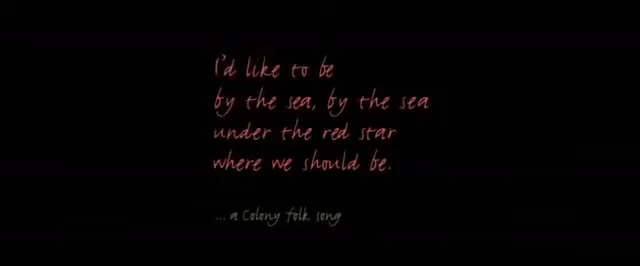 I'd like to be
by the sea, by the sea
under the red star
where we should be.
... a Colony folk song